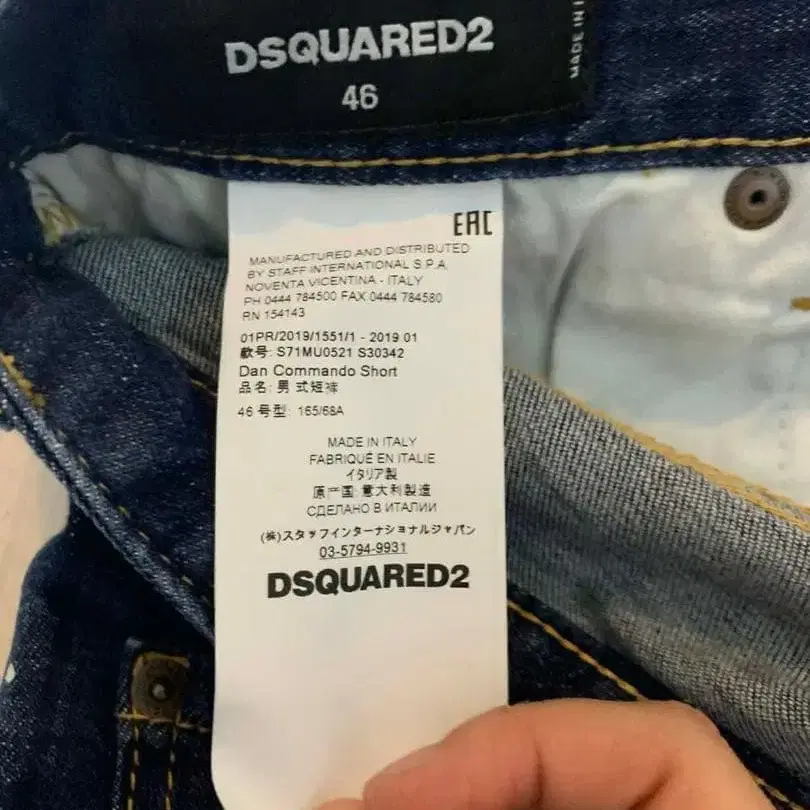 DSQUARED2
46
MADE IN
EAC
MANUFACTURED AND DISTRIBUTED
BY STAFF INTERNATIONAL S.P.A.
NOVENTA VICENTINA - ITALY
PH 0444 784500 FAX 0444 784580
RN 154143
01PR/2019/1551/1 - 2019 01
款号: S71MU0521 S30342
Dan Commando Short
品名: 男式短裤
46 号型: 165/68A
MADE IN ITALY
FABRIQUÉ EN ITALIE
イタリア製
原产国 意大利製造
СДЕЛАНО В ИТАЛИИ
(株)スタッフインターナショナルジャパン
03-5794-9931
DSQUARED2